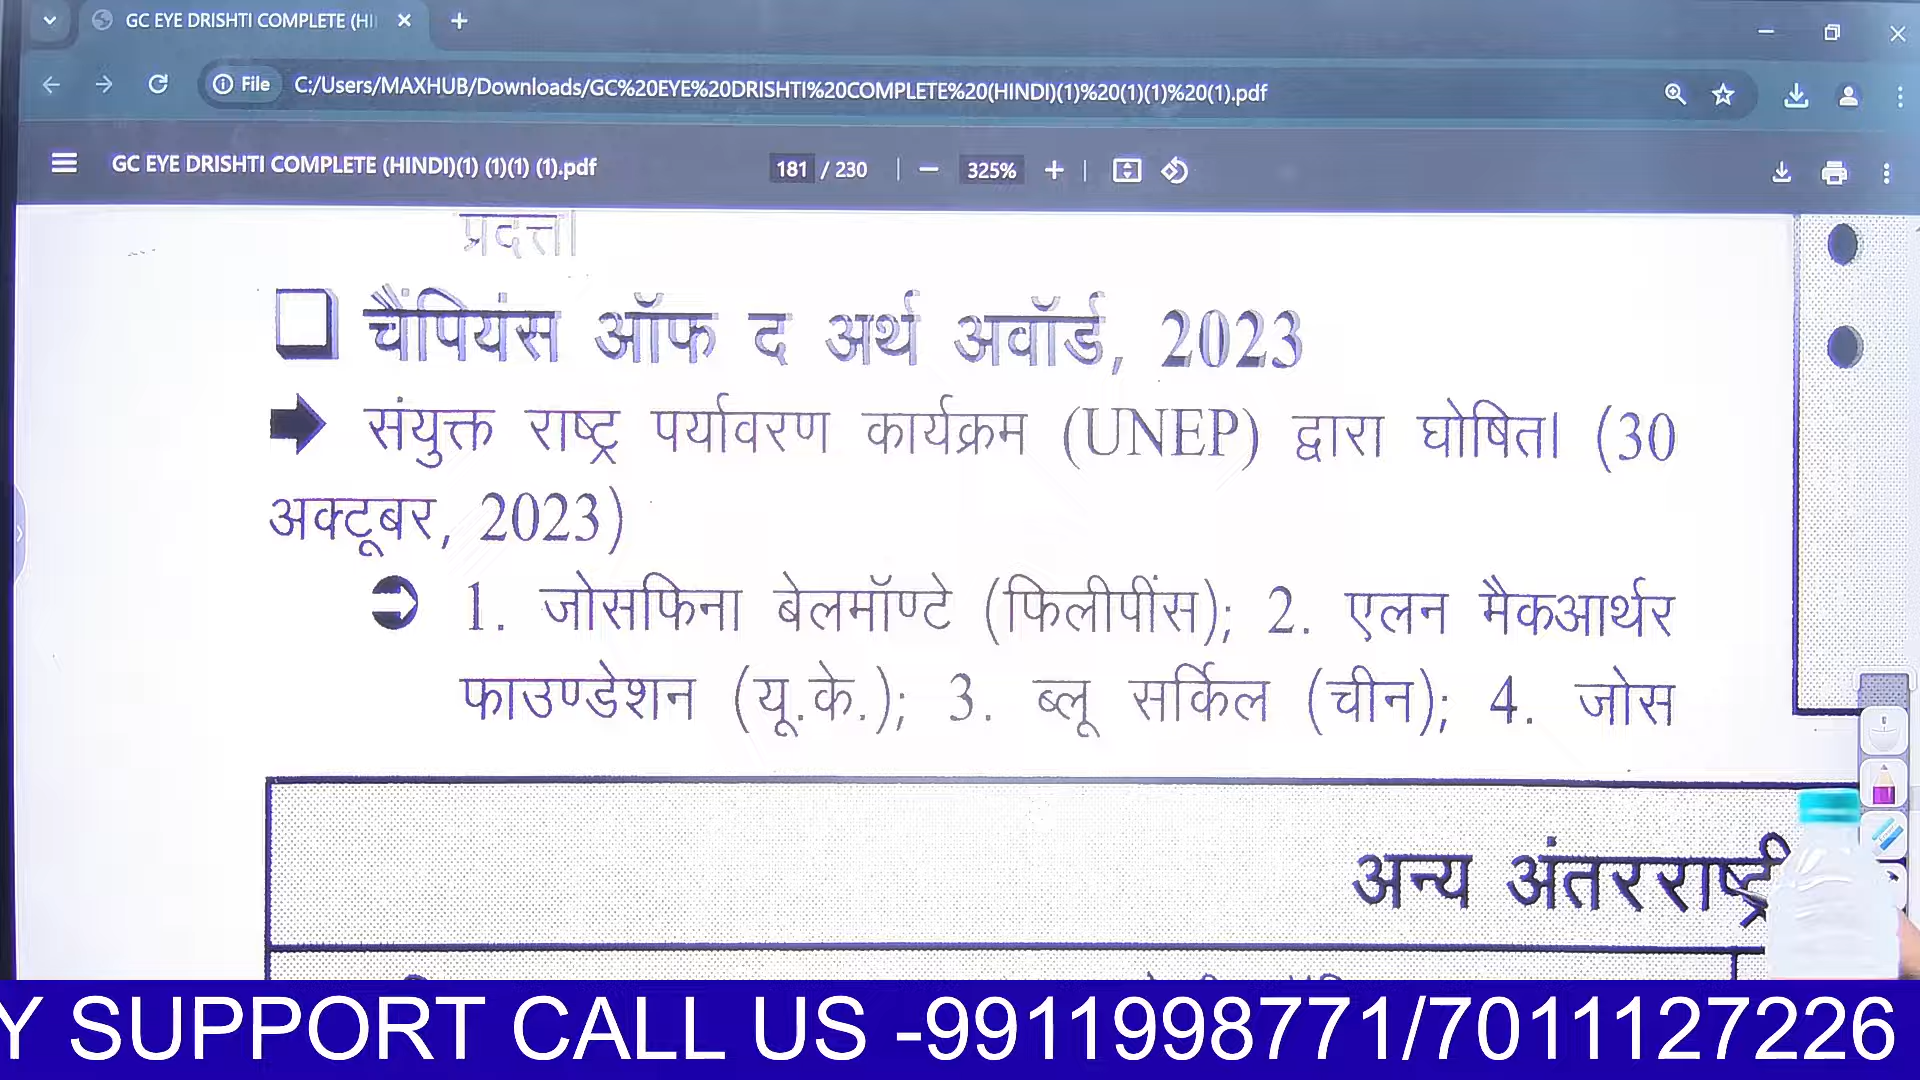 GC EYE DRISHTI COMPLETE (HI
File C:/Users/MAXHUB/Downloads/GC%20EYE%20DRISHTI%20COMPLETE%20(HINDI)(1)%20(1)(1)%20(1).pdf
GC EYE DRISHTI COMPLETE (HINDI)(1) (1)(1) (1).pdf 181 / 230 325%
प्रदत्त।
चैंपियंस ऑफ द अर्थ अवॉर्ड, 2023
संयुक्त राष्ट्र पर्यावरण कार्यक्रम (UNEP) द्वारा घोषित। (30
अक्टूबर, 2023)
1. जोसफिना बेलमॉण्टे (फिलीपींस); 2. एलन मैकआर्थर
फाउण्डेशन (यू.के.); 3. ब्लू सर्किल (चीन); 4. जोस
अन्य अंतरराष्ट्री
Y SUPPORT CALL US -9911998771/7011127226